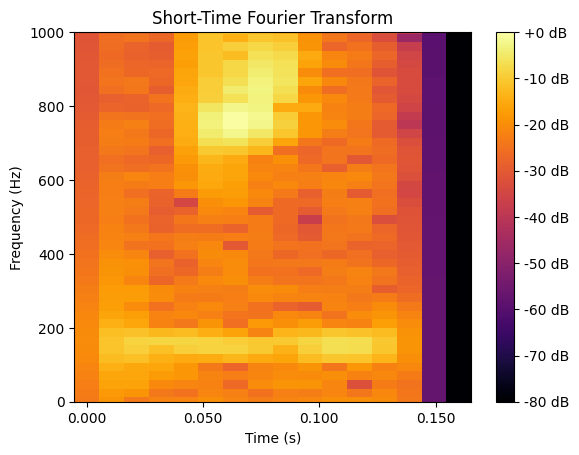 Short-Time Fourier Transform
1000
800
600
400
200
0
Frequency (Hz)
0.000
0.050
0.100
0.150
Time (s)
+0 dB
-10 dB
-20 dB
-30 dB
-40 dB
-50 dB
-60 dB
-70 dB
-80 dB